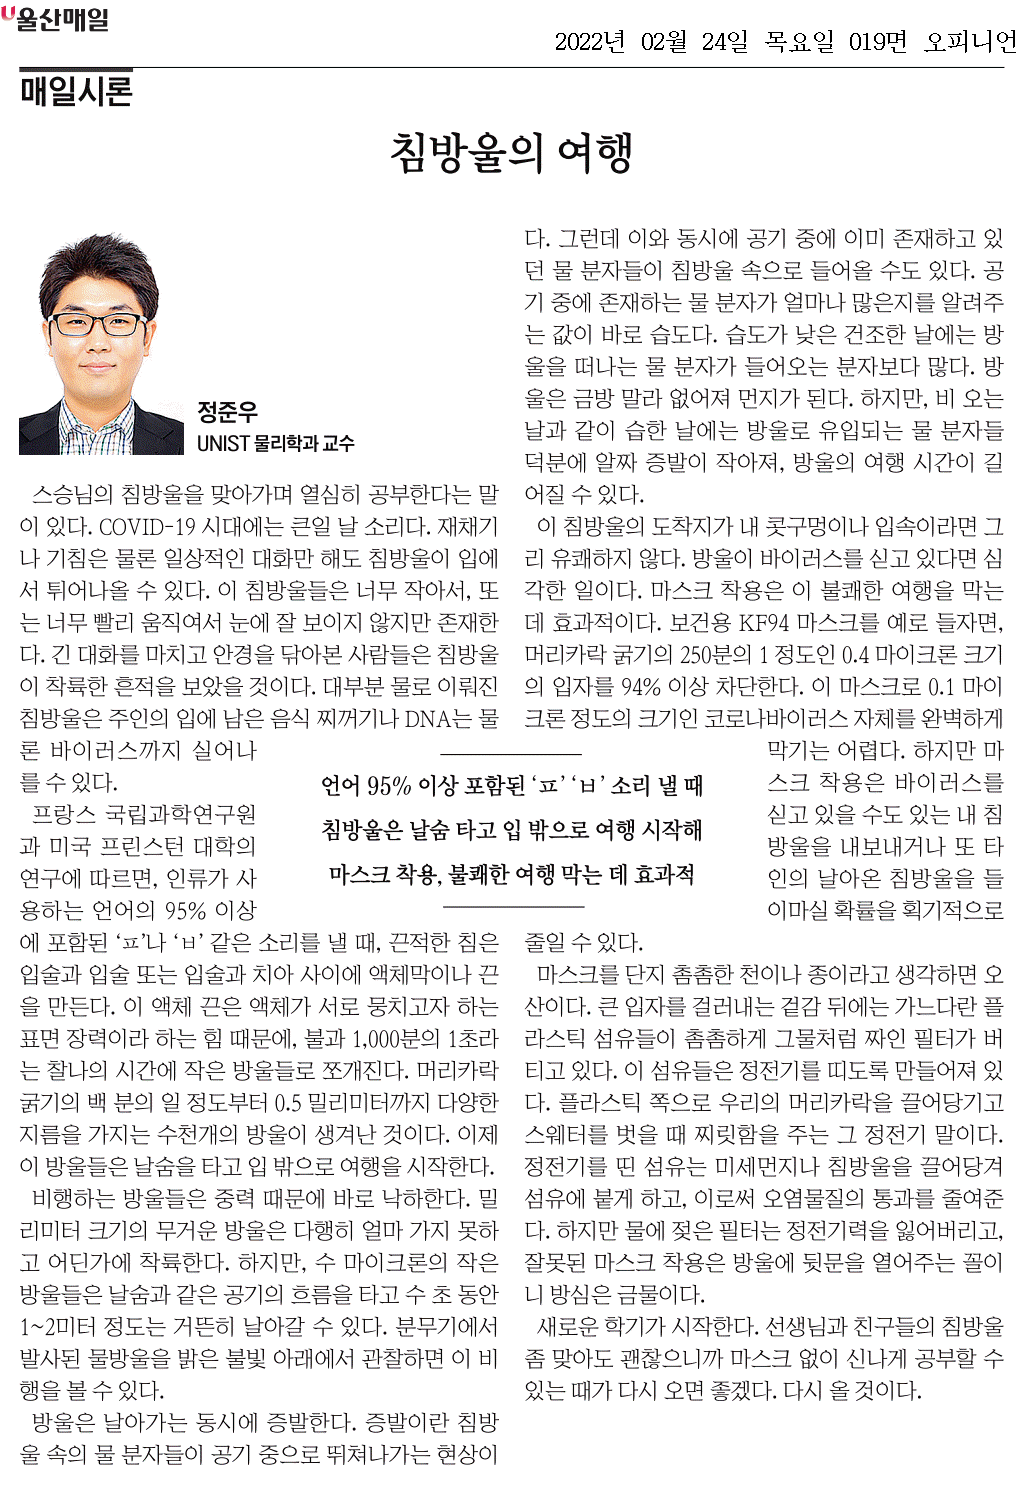 울산매일
2022년 02월 24일 목요일 019면 오피니언
매일시론
침방울의 여행
정준우
UNIST 물리학과 교수
스승님의 침방울을 맞아가며 열심히 공부한다는 말
이 있다. COVID-19 시대에는 큰일 날 소리다. 재채기
나 기침은 물론 일상적인 대화만 해도 침방울이 입에
서 튀어나올 수 있다. 이 침방울들은 너무 작아서, 또
는 너무 빨리 움직여서 눈에 잘 보이지 않지만 존재한
다. 긴 대화를 마치고 안경을 닦아본 사람들은 침방울
이 착륙한 흔적을 보았을 것이다. 대부분 물로 이뤄진
침방울은 주인의 입에 남은 음식 찌꺼기나 DNA는 물
론 바이러스까지 실어나
를 수 있다.
프랑스 국립과학연구원
과 미국 프린스턴 대학의
연구에 따르면, 인류가 사
용하는 언어의 95% 이상
에 포함된 ‘ㅍ’나 ‘ㅂ’ 같은 소리를 낼 때, 끈적한 침은
입술과 입술 또는 입술과 치아 사이에 액체막이나 끈
을 만든다. 이 액체 끈은 액체가 서로 뭉치고자 하는
표면 장력이라 하는 힘 때문에, 불과 1,000분의 1초라
는 찰나의 시간에 작은 방울들로 쪼개진다. 머리카락
굵기의 백 분의 일 정도부터 0.5 밀리미터까지 다양한
지름을 가지는 수천개의 방울이 생겨난 것이다. 이제
이 방울들은 날숨을 타고 입 밖으로 여행을 시작한다.
비행하는 방울들은 중력 때문에 바로 낙하한다. 밀
리미터 크기의 무거운 방울은 다행히 얼마 가지 못하
고 어딘가에 착륙한다. 하지만, 수 마이크론의 작은
방울들은 날숨과 같은 공기의 흐름을 타고 수 초 동안
1~2미터 정도는 거뜬히 날아갈 수 있다. 분무기에서
발사된 물방울을 밝은 불빛 아래에서 관찰하면 이 비
행을 볼 수 있다.
방울은 날아가는 동시에 증발한다. 증발이란 침방
울 속의 물 분자들이 공기 중으로 뛰쳐나가는 현상이
언어 95% 이상 포함된 ‘ㅍ’ ‘ㅂ’ 소리 낼 때
침방울은 날숨 타고 입 밖으로 여행 시작해
마스크 착용, 불쾌한 여행 막는 데 효과적
다. 그런데 이와 동시에 공기 중에 이미 존재하고 있
던 물 분자들이 침방울 속으로 들어올 수도 있다. 공
기 중에 존재하는 물 분자가 얼마나 많은지를 알려주
는 값이 바로 습도다. 습도가 낮은 건조한 날에는 방
울을 떠나는 물 분자가 들어오는 분자보다 많다. 방
울은 금방 말라 없어져 먼지가 된다. 하지만, 비 오는
날과 같이 습한 날에는 방울로 유입되는 물 분자들
덕분에 알짜 증발이 작아져, 방울의 여행 시간이 길
어질 수 있다.
이 침방울의 도착지가 내 콧구멍이나 입속이라면 그
리 유쾌하지 않다. 방울이 바이러스를 싣고 있다면 심
각한 일이다. 마스크 착용은 이 불쾌한 여행을 막는
데 효과적이다. 보건용 KF94 마스크를 예로 들자면,
머리카락 굵기의 250분의 1 정도인 0.4 마이크론 크기
의 입자를 94% 이상 차단한다. 이 마스크로 0.1 마이
크론 정도의 크기인 코로나바이러스 자체를 완벽하게
막기는 어렵다. 하지만 마
스크 착용은 바이러스를
싣고 있을 수도 있는 내 침
방울을 내보내거나 또 타
인의 날아온 침방울을 들
이마실 확률을 획기적으로
줄일 수 있다.
마스크를 단지 촘촘한 천이나 종이라고 생각하면 오
산이다. 큰 입자를 걸러내는 겉감 뒤에는 가느다란 플
라스틱 섬유들이 촘촘하게 그물처럼 짜인 필터가 버
티고 있다. 이 섬유들은 정전기를 띠도록 만들어져 있
다. 플라스틱 쪽으로 우리의 머리카락을 끌어당기고
스웨터를 벗을 때 찌릿함을 주는 그 정전기 말이다.
정전기를 띤 섬유는 미세먼지나 침방울을 끌어당겨
섬유에 붙게 하고, 이로써 오염물질의 통과를 줄여준
다. 하지만 물에 젖은 필터는 정전기력을 잃어버리고,
잘못된 마스크 착용은 방울에 뒷문을 열어주는 꼴이
니 방심은 금물이다.
새로운 학기가 시작한다. 선생님과 친구들의 침방울
좀 맞아도 괜찮으니까 마스크 없이 신나게 공부할 수
있는 때가 다시 오면 좋겠다. 다시 올 것이다.